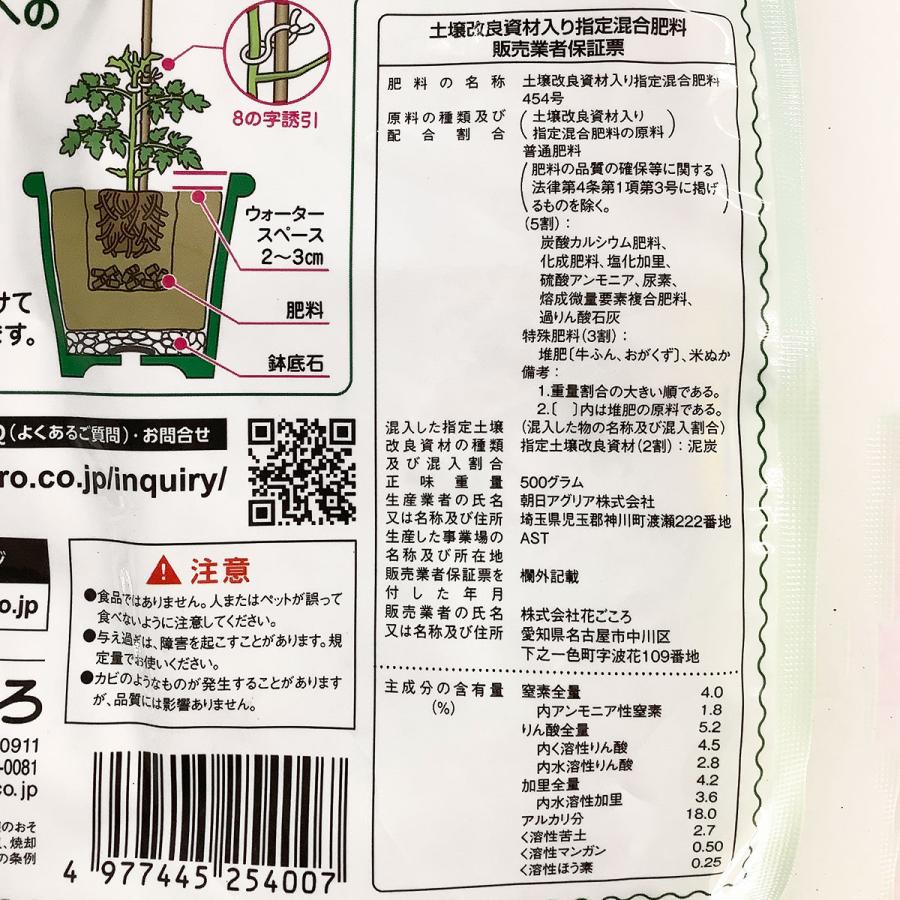 への
8の字誘引
ウォーター
スペース
2〜3cm
肥料
鉢底石
けて
ます。
Q(よくあるご質問)・お問合せ
ro.co.jp/inquiry/
ジ
o.jp
注意
●食品ではありません。人またはペットが誤って
食べないように注意してください。
●与え過ぎは、障害を起こすことがあります。規
定量でお使いください。
●カビのようなものが発生することがあります
が、品質には影響ありません。
ろ
0911
-0081
co.jp
のおそ
、焼却
の条例
4 977445 254007
土壌改良資材入り指定混合肥料
販売業者保証票
肥料の名称 土壌改良資材入り指定混合肥料
454号
原料の種類及び (土壌改良資材入り
配合割合 指定混合肥料の原料)
普通肥料
(肥料の品質の確保等に関する
法律第4条第1項第3号に掲げ
るものを除く。)
(5割):
炭酸カルシウム肥料、
化成肥料、塩化加里、
硫酸アンモニア、尿素、
熔成微量要素複合肥料、
過りん酸石灰
特殊肥料(3割):
堆肥〔牛ふん、おがくず〕、米ぬか
備考:
1.重量割合の大きい順である。
2.〔 〕内は堆肥の原料である。
混入した指定土壌 (混入した物の名称及び混入割合)
改良資材の種類 指定土壌改良資材(2割):泥炭
及び混入割合
正味重量 500グラム
生産業者の氏名 朝日アグリア株式会社
又は名称及び住所 埼玉県児玉郡神川町渡瀬222番地
生産した事業場の AST
名称及び所在地
販売業者保証票を 欄外記載
付した年月
販売業者の氏名 株式会社花ごころ
又は名称及び住所 愛知県名古屋市中川区
下之一色町字波花109番地
主成分の含有量 窒素全量 4.0
(%) 内アンモニア性窒素 1.8
りん酸全量 5.2
内く溶性りん酸 4.5
内水溶性りん酸 2.8
加里全量 4.2
内水溶性加里 3.6
アルカリ分 18.0
く溶性苦土 2.7
く溶性マンガン 0.50
く溶性ほう素 0.25